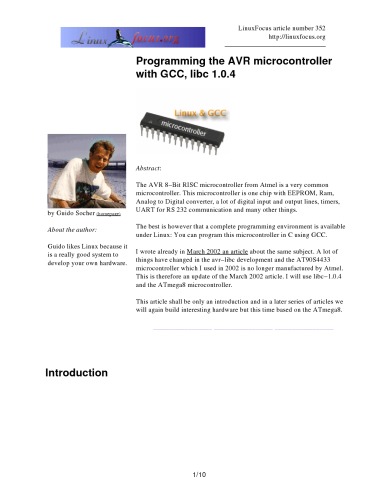 LinuxFocus article number 352
http://linuxfocus.org
Linux focus.org
Programming the AVR microcontroller
with GCC, libc 1.0.4
Linux & GCC
microcontroller
by Guido Socher (homepage)
About the author:
Guido likes Linux because it
is a really good system to
develop your own hardware.
Abstract:
The AVR 8-Bit RISC microcontroller from Atmel is a very common
microcontroller. This microcontroller is one chip with EEPROM, Ram,
Analog to Digital converter, a lot of digital input and output lines, timers,
UART for RS 232 communication and many other things.
The best is however that a complete programming environment is available
under Linux: You can program this microcontroller in C using GCC.
I wrote already in March 2002 an article about the same subject. A lot of
things have changed in the avr-libc development and the AT90S4433
microcontroller which I used in 2002 is no longer manufactured by Atmel.
This is therefore an update of the March 2002 article. I will use libc-1.0.4
and the ATmega8 microcontroller.
This article shall be only an introduction and in a later series of articles we
will again build interesting hardware but this time based on the ATmega8.
Introduction
1/10